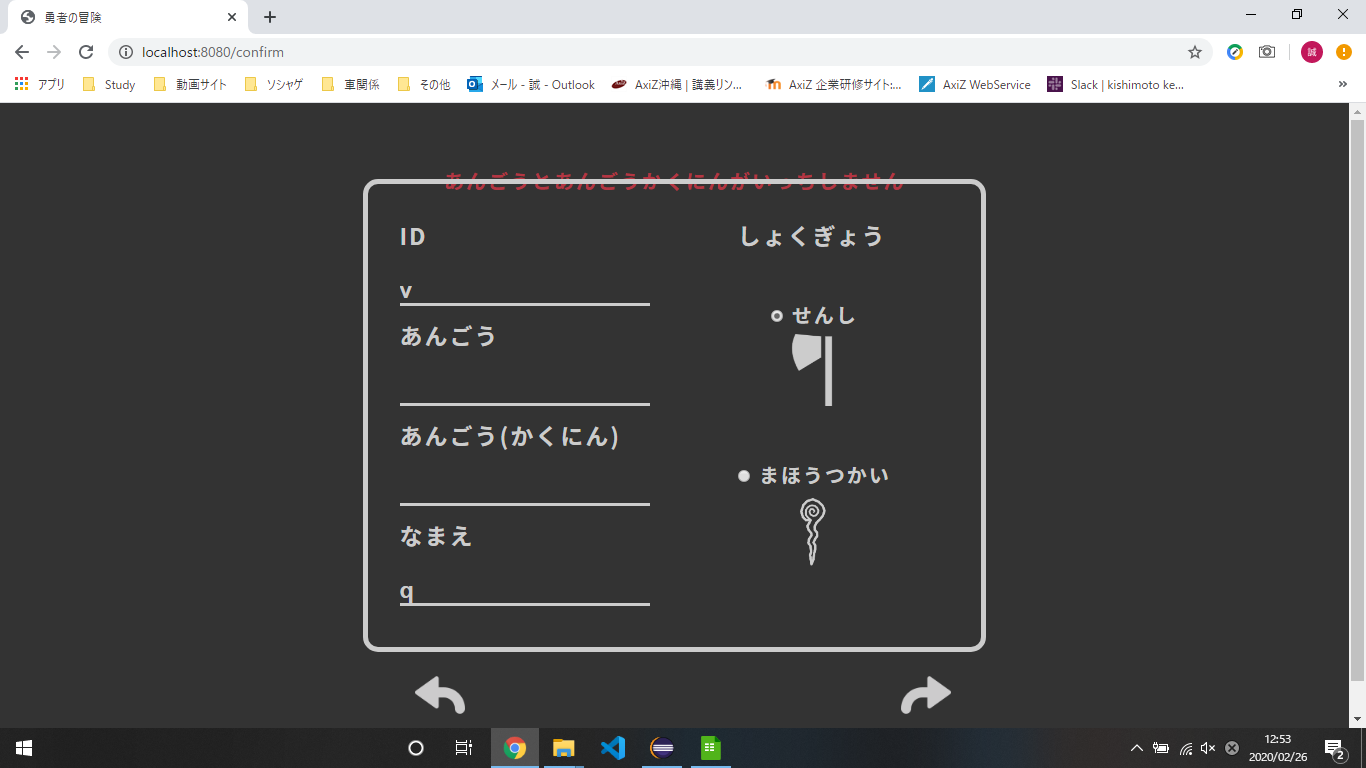 勇者の冒険
localhost:8080/confirm
誠
アプリ Study 動画サイト ソシャゲ 車関係 その他 メール - 誠 - Outlook AxiZ沖縄 | 講義リン... AxiZ 企業研修サイト:... AxiZ WebService Slack | kishimoto ke...
あんごうとあんごうかくにんがいっちしません
ID
v
あんごう
あんごう(かくにん)
なまえ
q
しょくぎょう
せんし
まほうつかい
12:53
2020/02/26
2